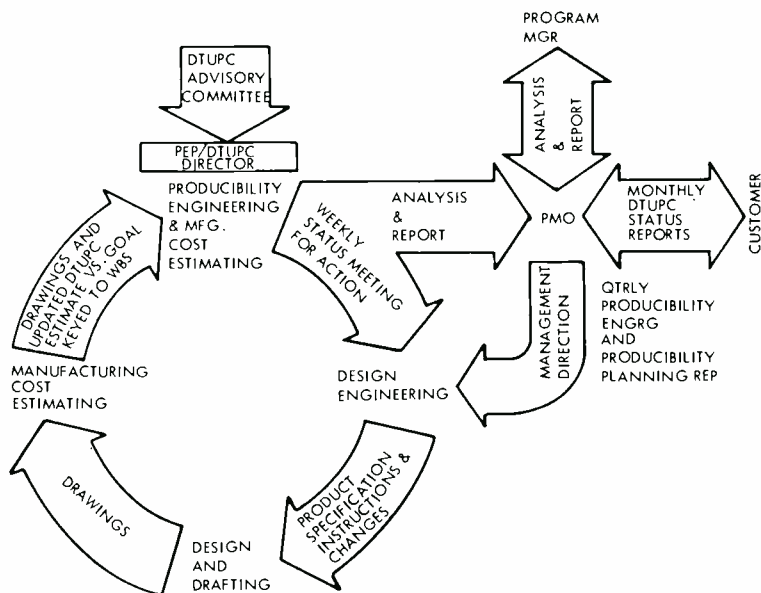 PROGRAM
MGR
ANALYSIS
&
REPORT
DTUPC
ADVISORY
COMMITTEE
PEP/DTUPC
DIRECTOR
PRODUCIBILITY
ENGINEERING
& MFG.
COST
ESTIMATING
WEEKLY
STATUS MEETING
FOR ACTION
ANALYSIS
&
REPORT
PMO
MONTHLY
DTUPC
STATUS
REPORTS
CUSTOMER
DRAWINGS AND
UPDATED DTUPC
ESTIMATE VS. GOAL
KEYED TO WBS
MANAGEMENT
DIRECTION
QTRLY
PRODUCIBILITY
ENGRG
AND
PRODUCIBILITY
PLANNING REP
MANUFACTURING
COST
ESTIMATING
DESIGN
ENGINEERING
DRAWINGS
PRODUCT
SPECIFICATION
INSTRUCTIONS &
CHANGES
DESIGN
AND
DRAFTING